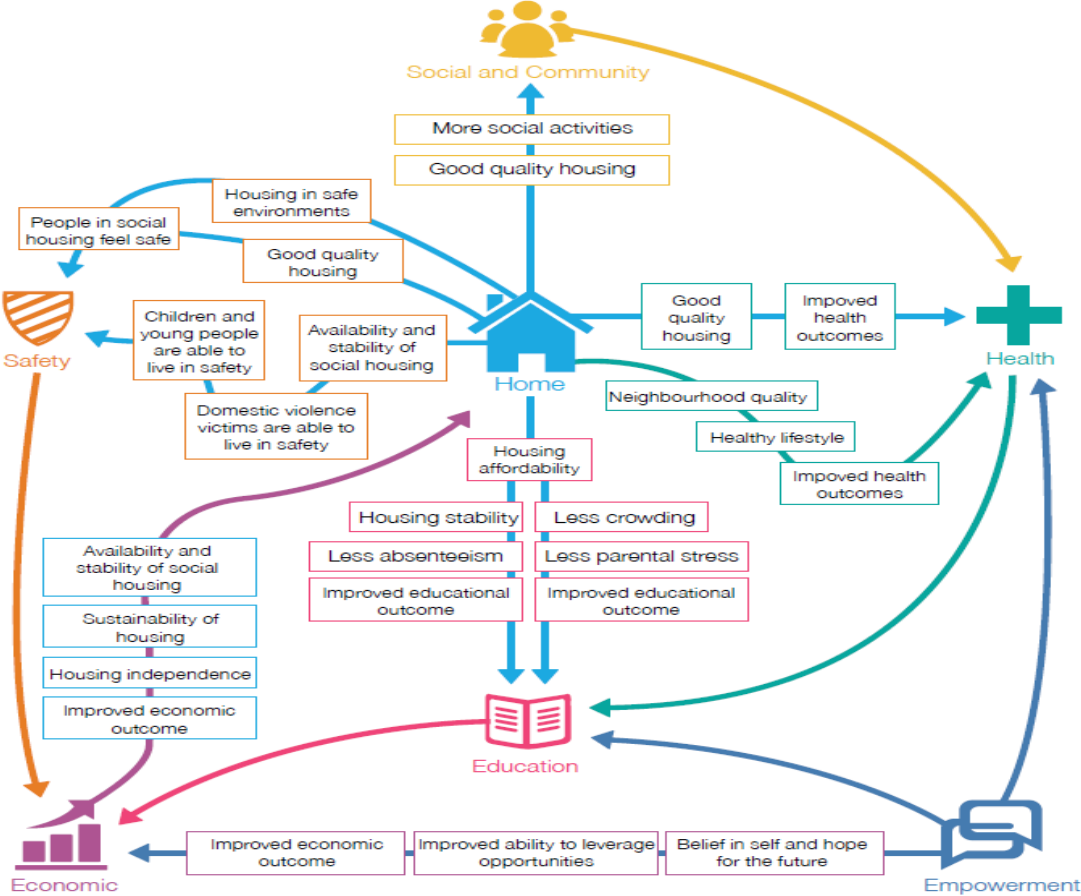 Social and Community
More social activities
Good quality housing
Housing in safe
environments
People in social
housing feel safe
Good quality
housing
Safety
Children and
young people
are able to
live in safety
Availability and
stability of
social housing
Domestic violence
victims are able to
live in safety
Home
Good
quality
housing
Impoved
health
outcomes
Health
Neighbourhood quality
Healthy lifestyle
Impoved health
outcomes
Housing
affordability
Housing stability
Less crowding
Less absenteeism
Less parental stress
Improved educational
outcome
Improved educational
outcome
Availability and
stability of social
housing
Sustainability of
housing
Housing independence
Improved economic
outcome
Education
Economic
Improved economic
outcome
Improved ability to leverage
opportunities
Belief in self and hope
for the future
Empowerment